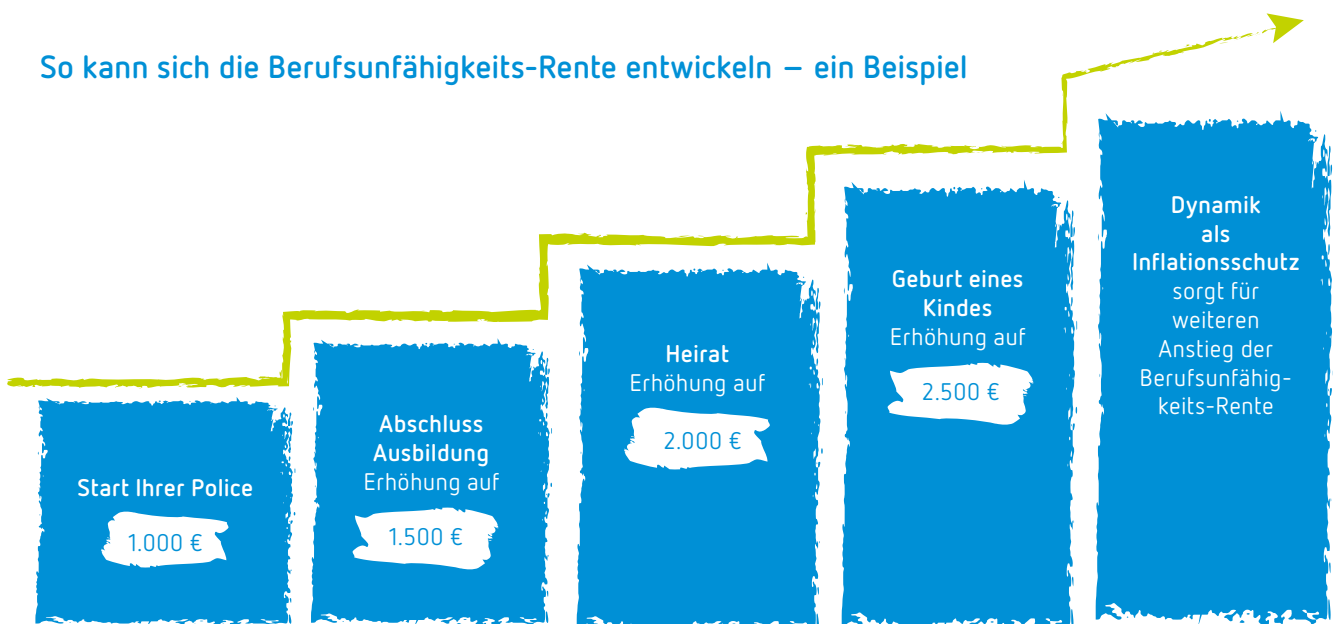 So kann sich die Berufsunfähigkeits-Rente entwickeln – ein Beispiel
Start Ihrer Police
1.000 €
Abschluss
Ausbildung
Erhöhung auf
1.500 €
Heirat
Erhöhung auf
2.000 €
Geburt eines
Kindes
Erhöhung auf
2.500 €
Dynamik
als
Inflationsschutz
sorgt für
weiteren
Anstieg der
Berufsunfähig-
keits-Rente